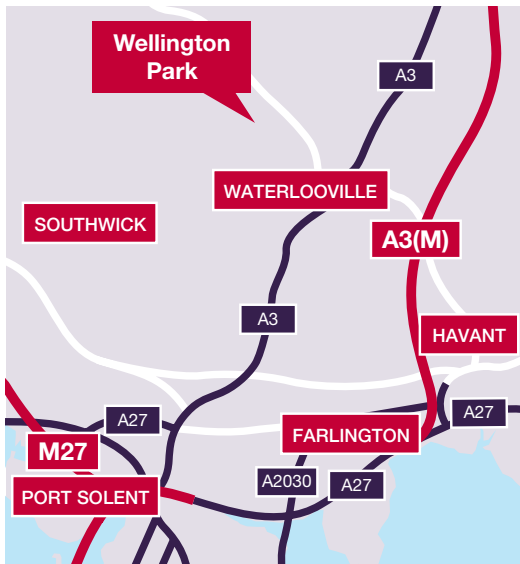 Wellington
Park
A3
WATERLOOVILLE
SOUTHWICK
A3(M)
A3
HAVANT
A27
A27
FARLINGTON
M27
A2030
A27
PORT SOLENT